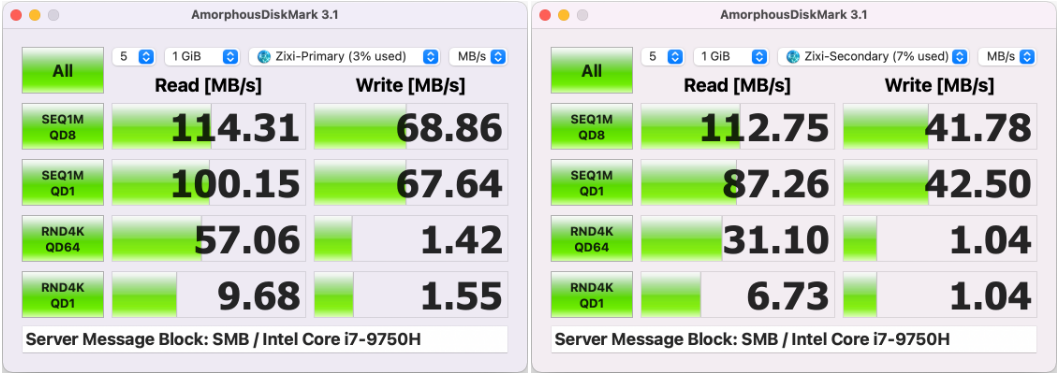 AmorphousDiskMark 3.1
All
5
1 GiB
Zixi-Primary (3% used)
MB/s
Read [MB/s]
Write [MB/s]
SEQ1M
QD8
114.31
68.86
SEQ1M
QD1
100.15
67.64
RND4K
QD64
57.06
1.42
RND4K
QD1
9.68
1.55
Server Message Block: SMB / Intel Core i7-9750H
AmorphousDiskMark 3.1
All
5
1 GiB
Zixi-Secondary (7% used)
MB/s
Read [MB/s]
Write [MB/s]
SEQ1M
QD8
112.75
41.78
SEQ1M
QD1
87.26
42.50
RND4K
QD64
31.10
1.04
RND4K
QD1
6.73
1.04
Server Message Block: SMB / Intel Core i7-9750H